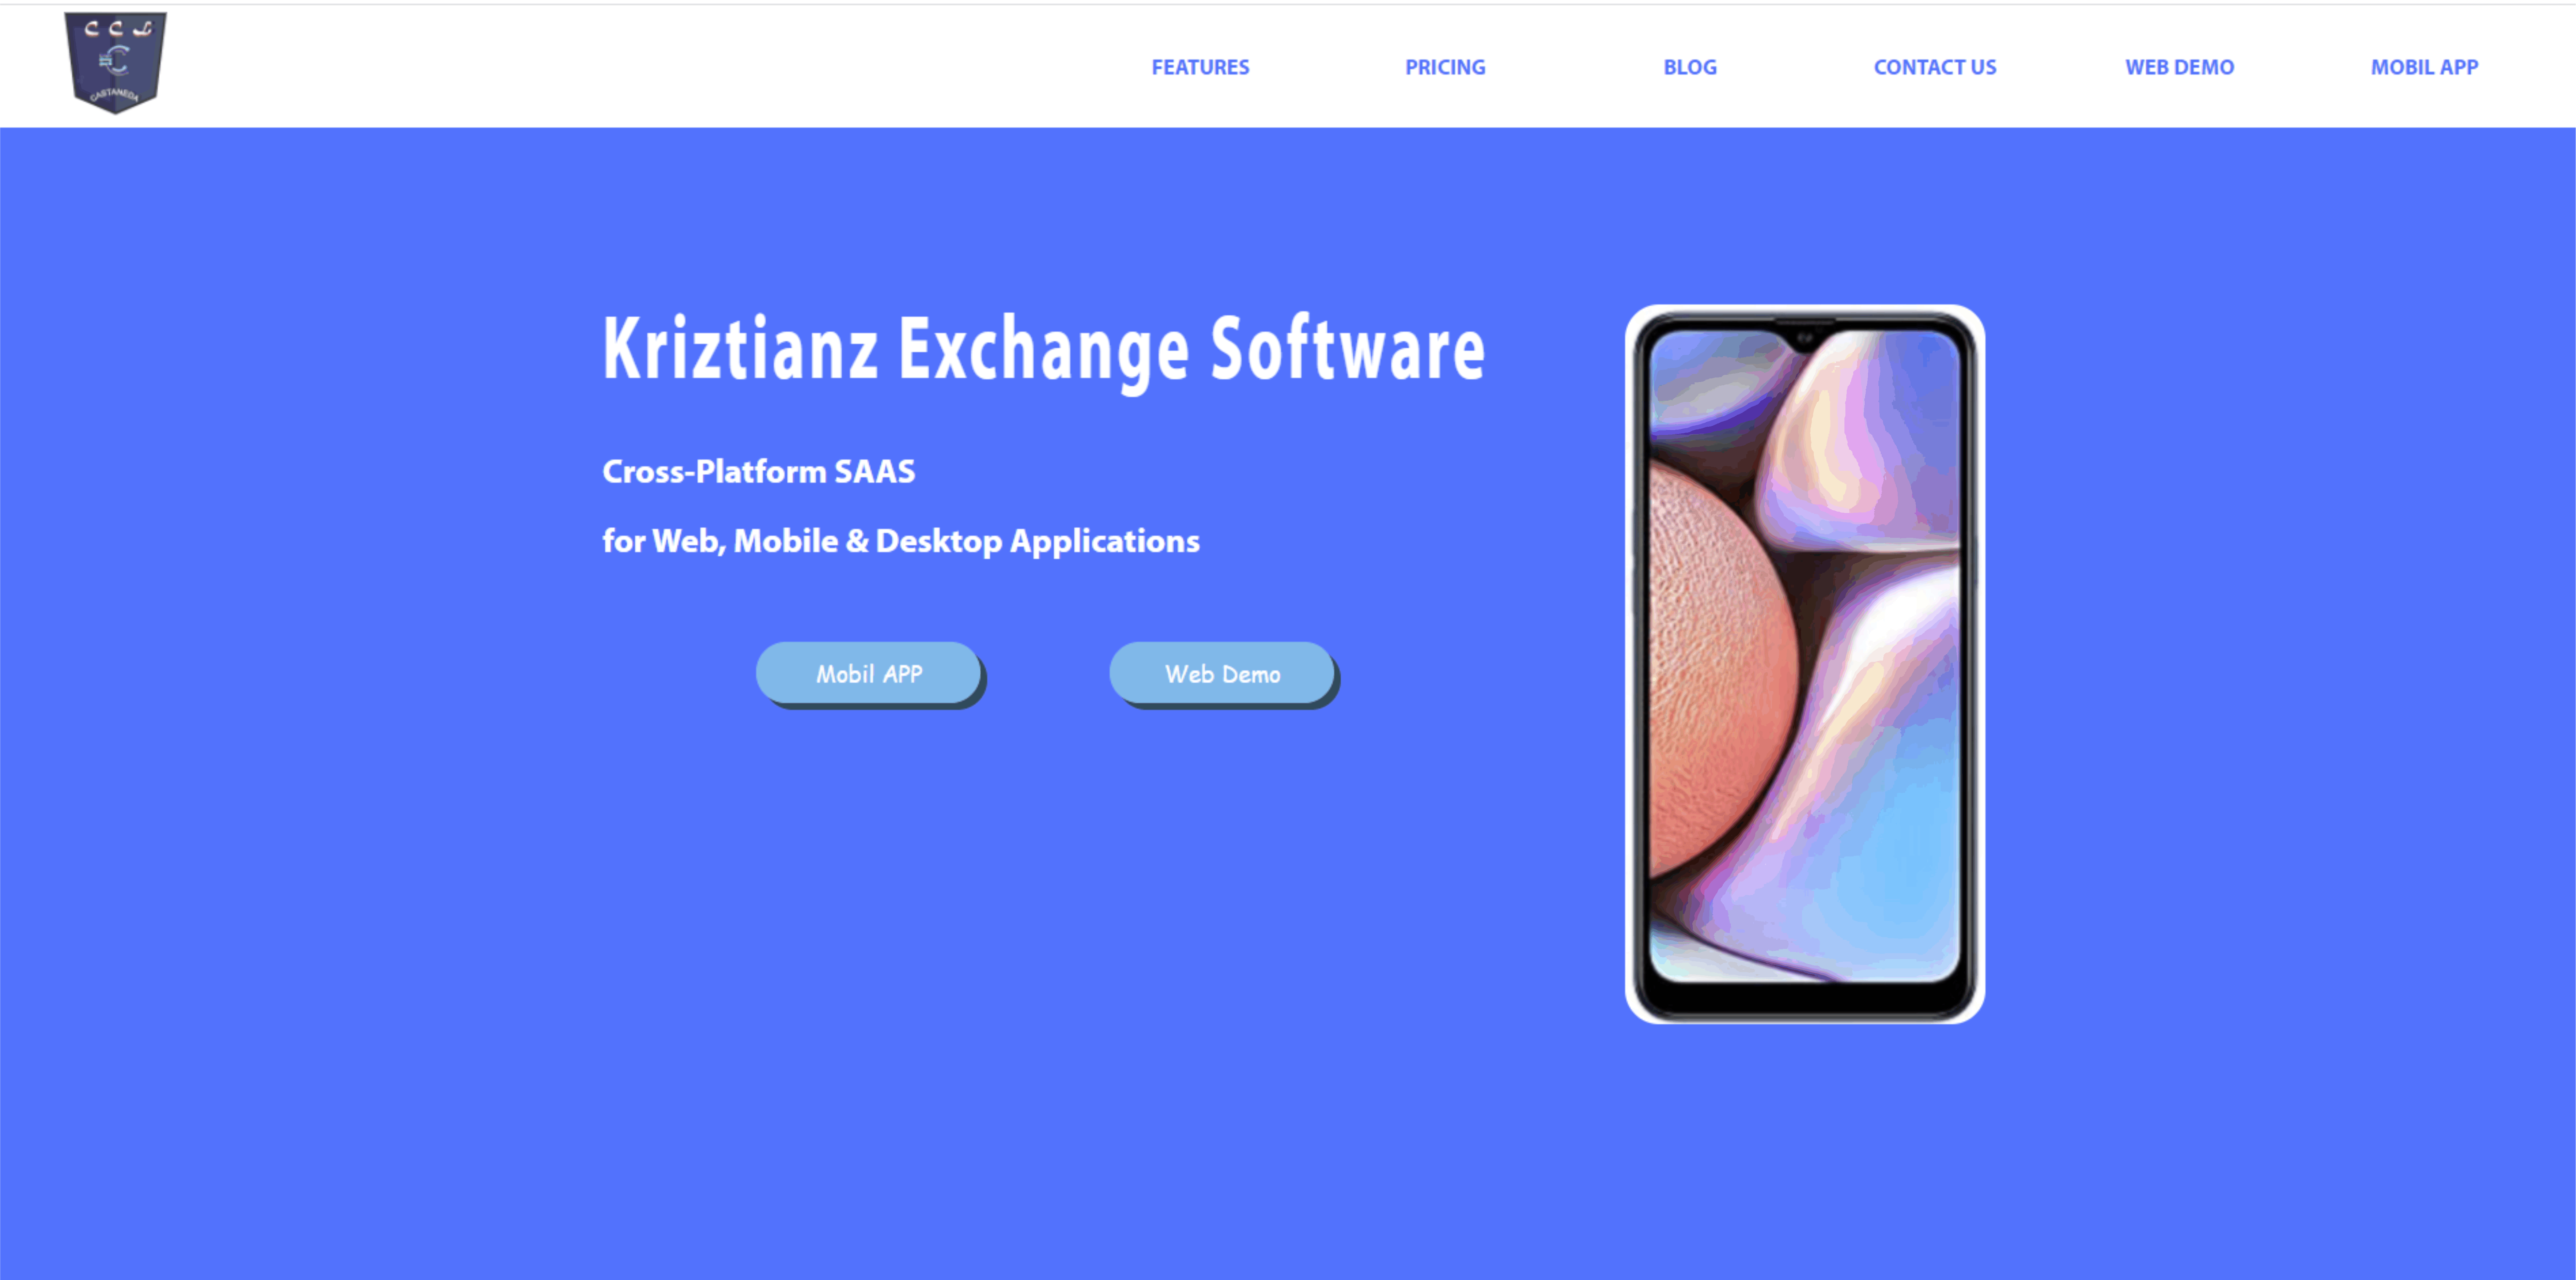 C C L
CASTANEDA
FEATURES
PRICING
BLOG
CONTACT US
WEB DEMO
MOBIL APP
Kriztianz Exchange Software
Cross-Platform SAAS
for Web, Mobile & Desktop Applications
Mobil APP
Web Demo